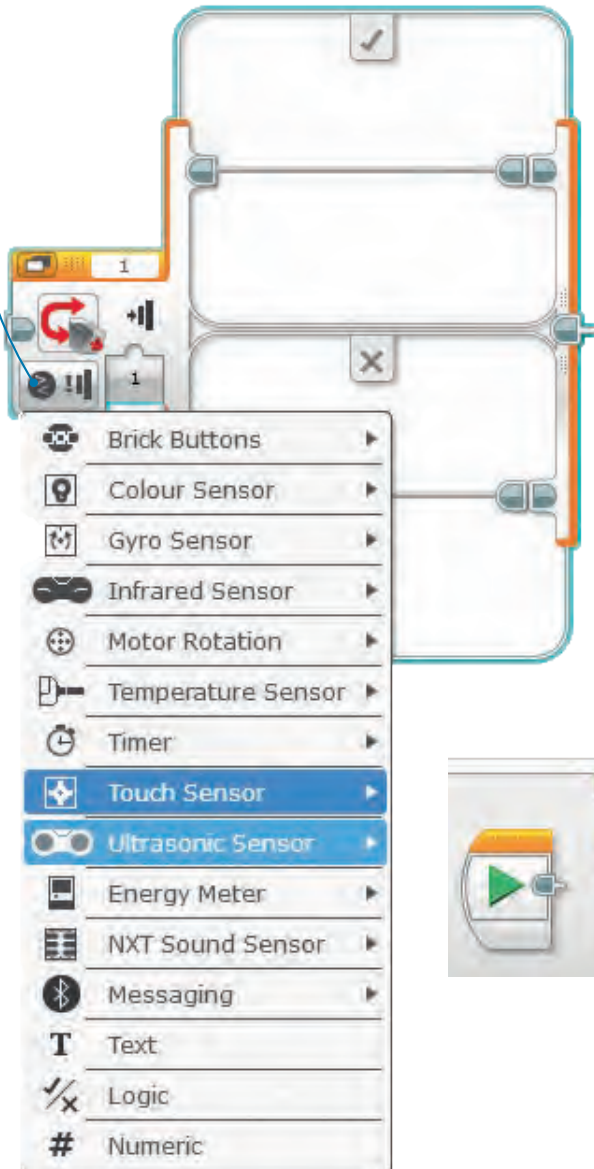 1
1
Brick Buttons
Colour Sensor
Gyro Sensor
Infrared Sensor
Motor Rotation
Temperature Sensor
Timer
Touch Sensor
Ultrasonic Sensor
Energy Meter
NXT Sound Sensor
Messaging
T Text
Logic
# Numeric